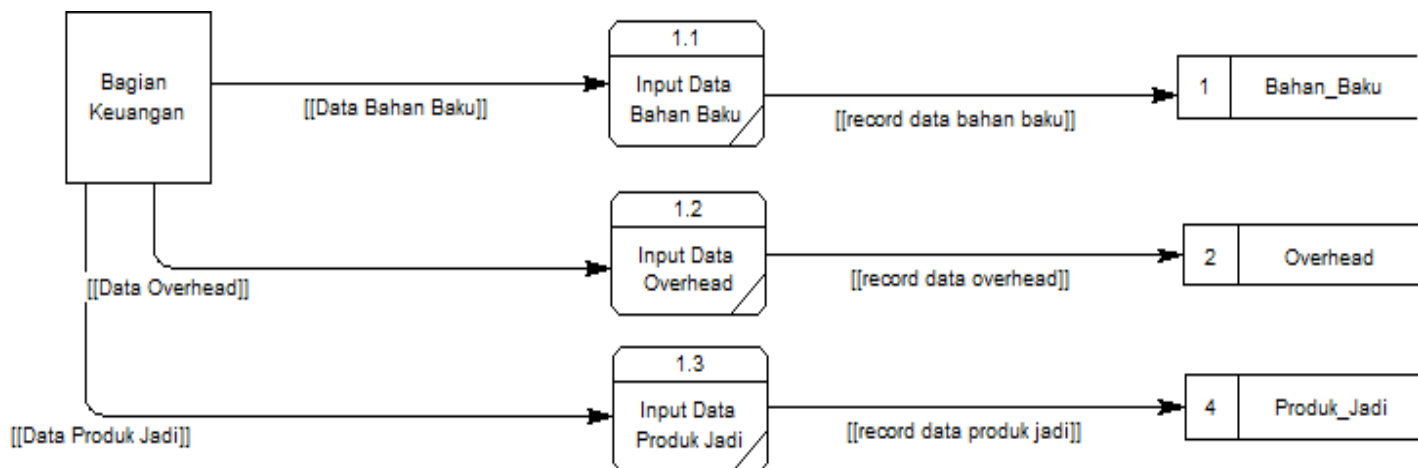 Bagian
Keuangan
[[Data Bahan Baku]]
1.1
Input Data
Bahan Baku
[[record data bahan baku]]
1
Bahan_Baku
[[Data Overhead]]
1.2
Input Data
Overhead
[[record data overhead]]
2
Overhead
[[Data Produk Jadi]]
1.3
Input Data
Produk Jadi
[[record data produk jadi]]
4
Produk_Jadi